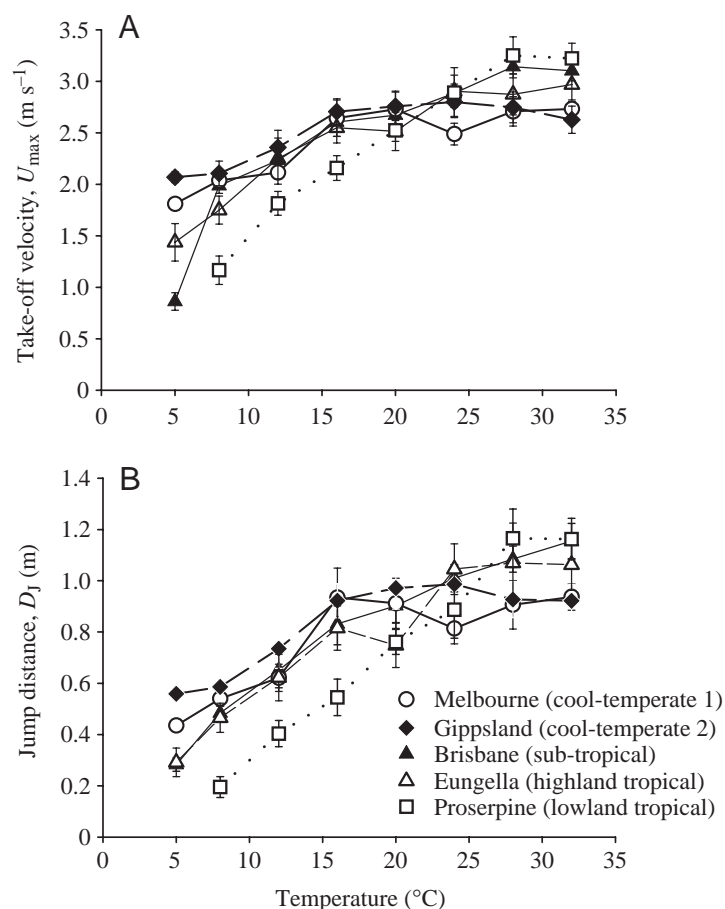 A
3.5
3.0
2.5
2.0
1.5
1.0
0.5
0
Take-off velocity, Umax (m s−1)
0 5 10 15 20 25 30 35
B
1.4
1.2
1.0
0.8
0.6
0.4
0.2
0
Jump distance, DJ (m)
Melbourne (cool-temperate 1)
Gippsland (cool-temperate 2)
Brisbane (sub-tropical)
Eungella (highland tropical)
Proserpine (lowland tropical)
0 5 10 15 20 25 30 35
Temperature (°C)